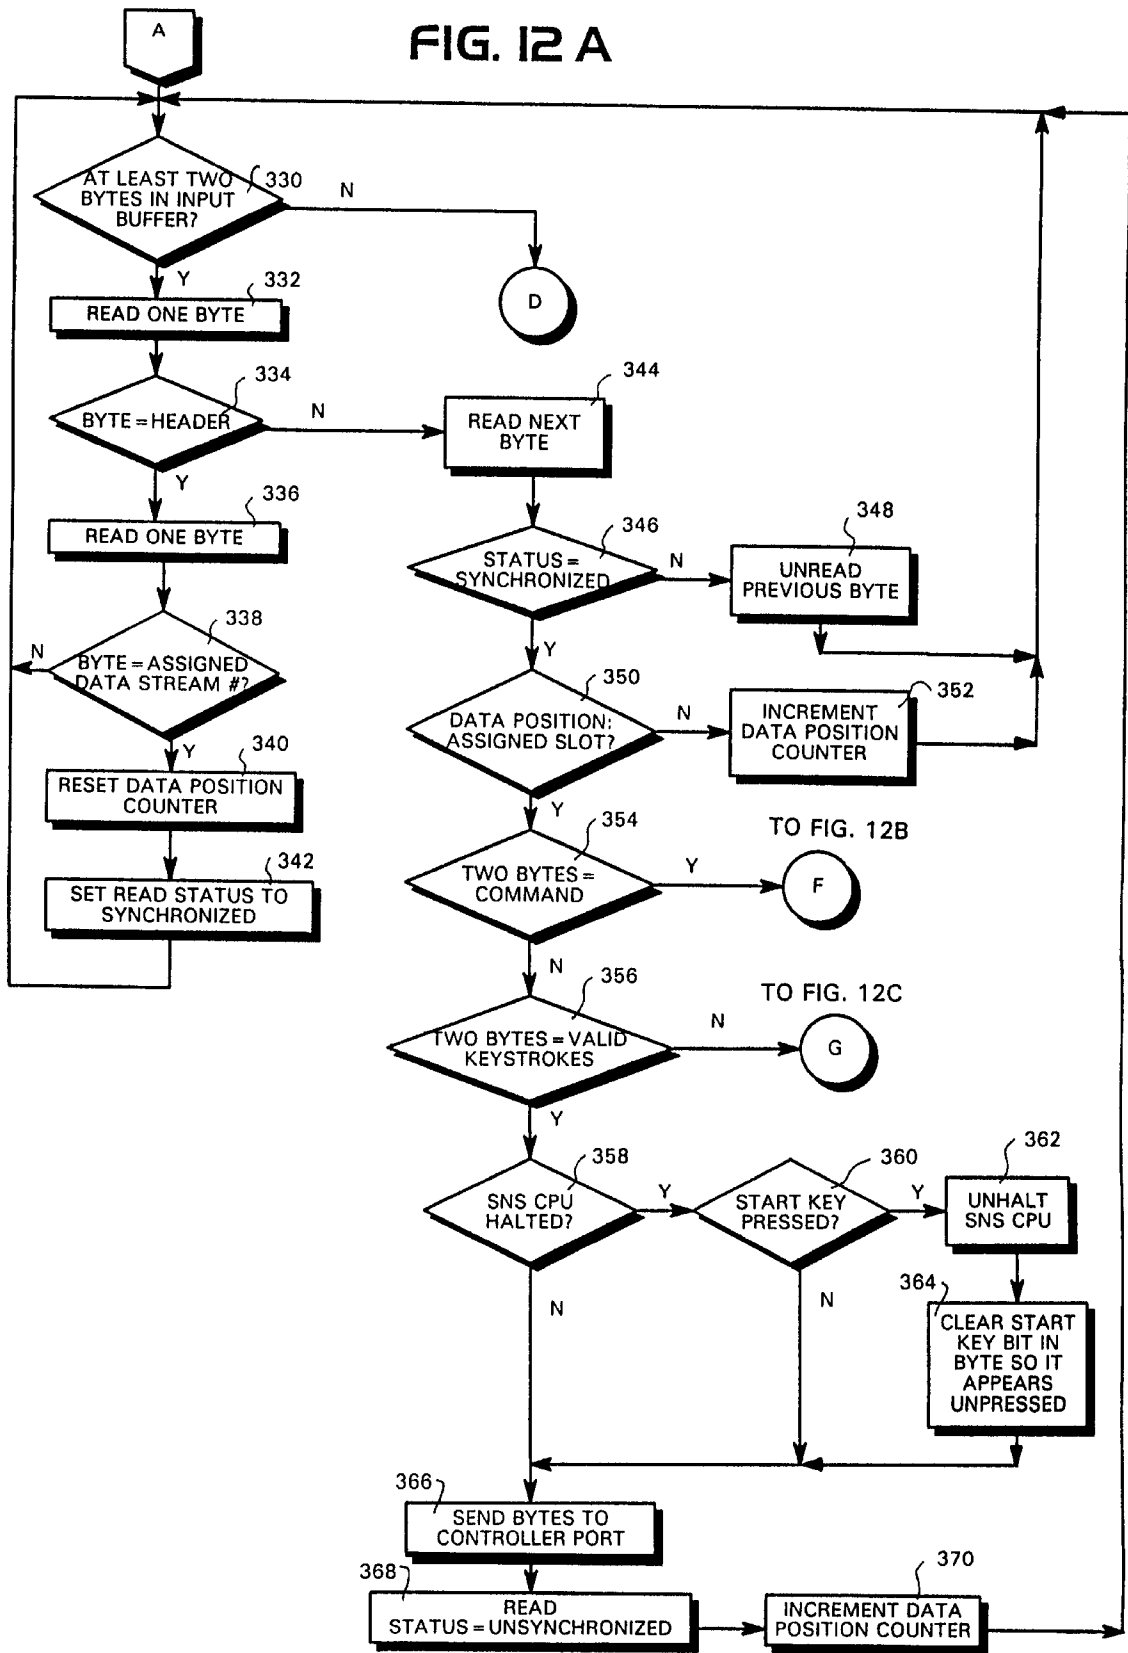 FIG. 12 A
A
AT LEAST TWO
BYTES IN INPUT
BUFFER?
330
N
Y
D
332
READ ONE BYTE
334
BYTE = HEADER
N
Y
344
READ NEXT
BYTE
336
READ ONE BYTE
346
STATUS =
SYNCHRONIZED
N
Y
348
UNREAD
PREVIOUS BYTE
338
BYTE = ASSIGNED
DATA STREAM #?
N
Y
350
DATA POSITION:
ASSIGNED SLOT?
N
Y
352
INCREMENT
DATA POSITION
COUNTER
340
RESET DATA POSITION
COUNTER
342
SET READ STATUS TO
SYNCHRONIZED
354
TWO BYTES =
COMMAND
Y
N
TO FIG. 12B
F
356
TWO BYTES = VALID
KEYSTROKES
N
Y
TO FIG. 12C
G
358
SNS CPU
HALTED?
Y
N
360
START KEY
PRESSED?
Y
N
362
UNHALT
SNS CPU
364
CLEAR START
KEY BIT IN
BYTE SO IT
APPEARS
UNPRESSED
366
SEND BYTES TO
CONTROLLER PORT
368
READ
STATUS = UNSYNCHRONIZED
370
INCREMENT DATA
POSITION COUNTER